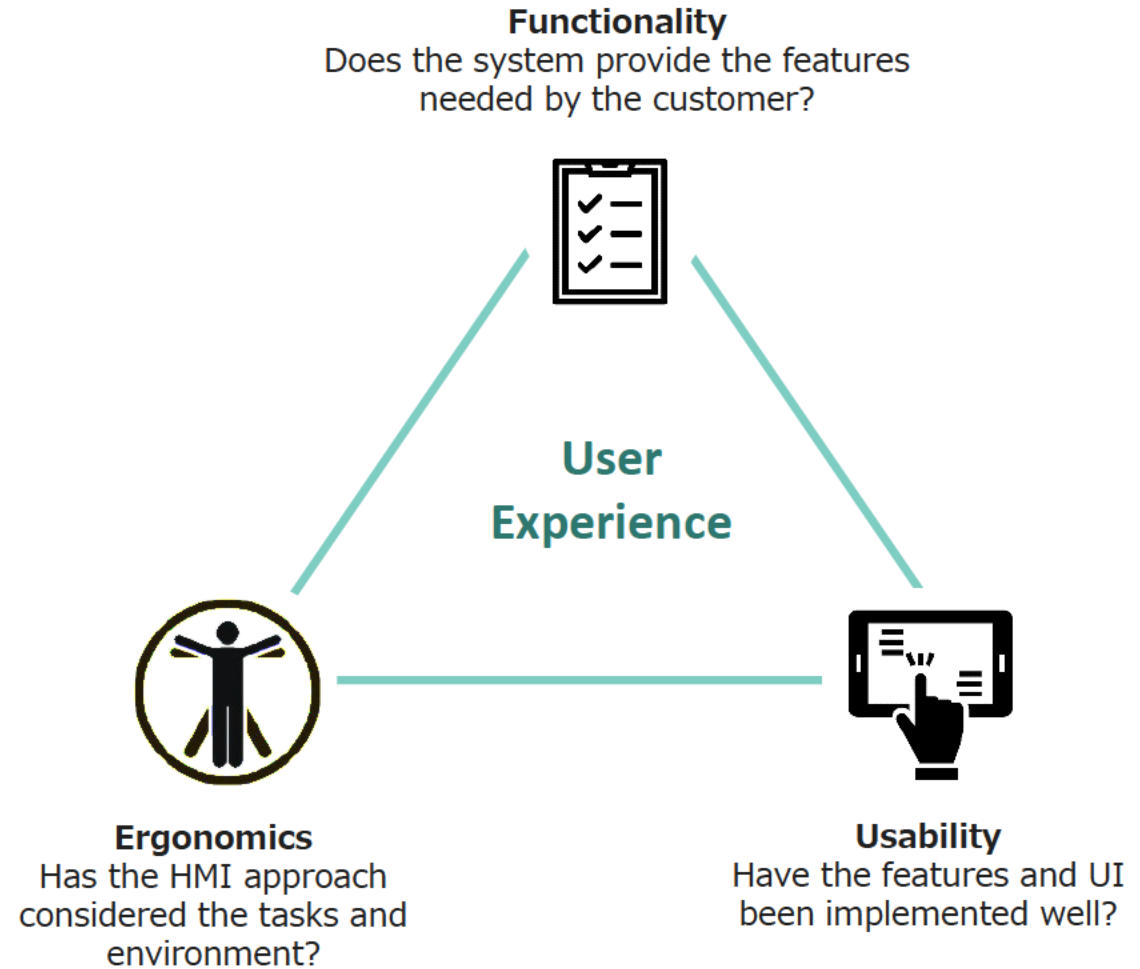 Functionality
Does the system provide the features
needed by the customer?
User
Experience
Ergonomics
Has the HMI approach
considered the tasks and
environment?
Usability
Have the features and UI
been implemented well?